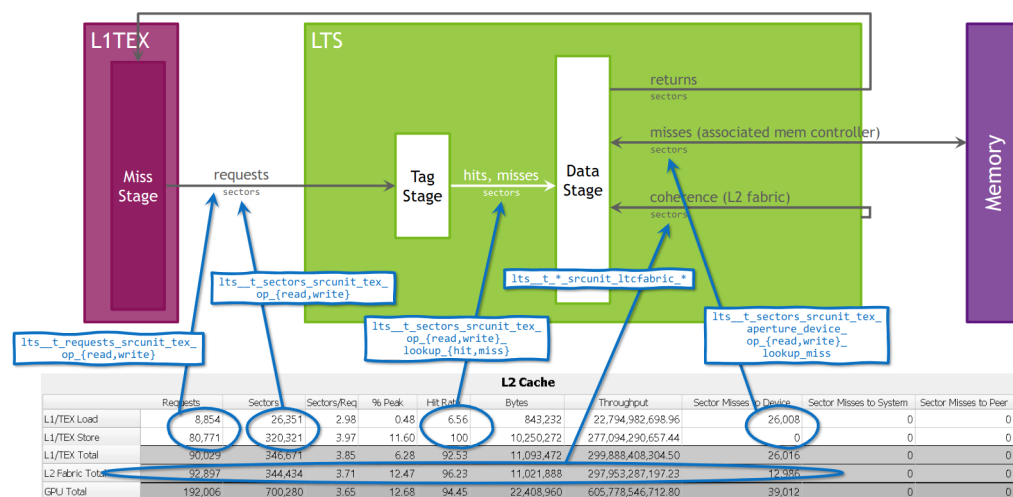 L1TEX
LTS
Miss
Stage
requests
sectors
Tag
Stage
hits, misses
sectors
Data
Stage
returns
sectors
misses (associated mem controller)
sectors
coherence (L2 fabric)
sectors
Memory
lts__t_sectors_srcunit_tex_
op_{read,write}
lts__t_*_srcunit_ltcfabric_*
lts__t_requests_srcunit_tex_
op_{read,write}
lts__t_sectors_srcunit_tex_
op_{read,write}_
lookup_{hit,miss}
lts__t_sectors_srcunit_tex_
aperture_device_
op_{read,write}_
lookup_miss
L2 Cache
Requests Sectors Sectors/Req % Peak Hit Rate Bytes Throughput Sector Misses to Device Sector Misses to System Sector Misses to Peer
L1/TEX Load 8,854 26,351 2.98 0.48 6.56 843,232 22,794,982,698.96 26,008 0 0
L1/TEX Store 80,771 320,321 3.97 11.60 100 10,250,272 277,094,290,657.44 0 0 0
L1/TEX Total 90,029 346,671 3.85 6.28 92.53 11,093,472 299,888,408,304.50 26,016 0 0
L2 Fabric Total 92,897 344,434 3.71 12.47 96.23 11,021,888 297,953,287,197.23 12,986 0 0
GPU Total 192,006 700,280 3.65 12.68 94.45 22,408,960 605,778,546,712.80 39,012 0 0